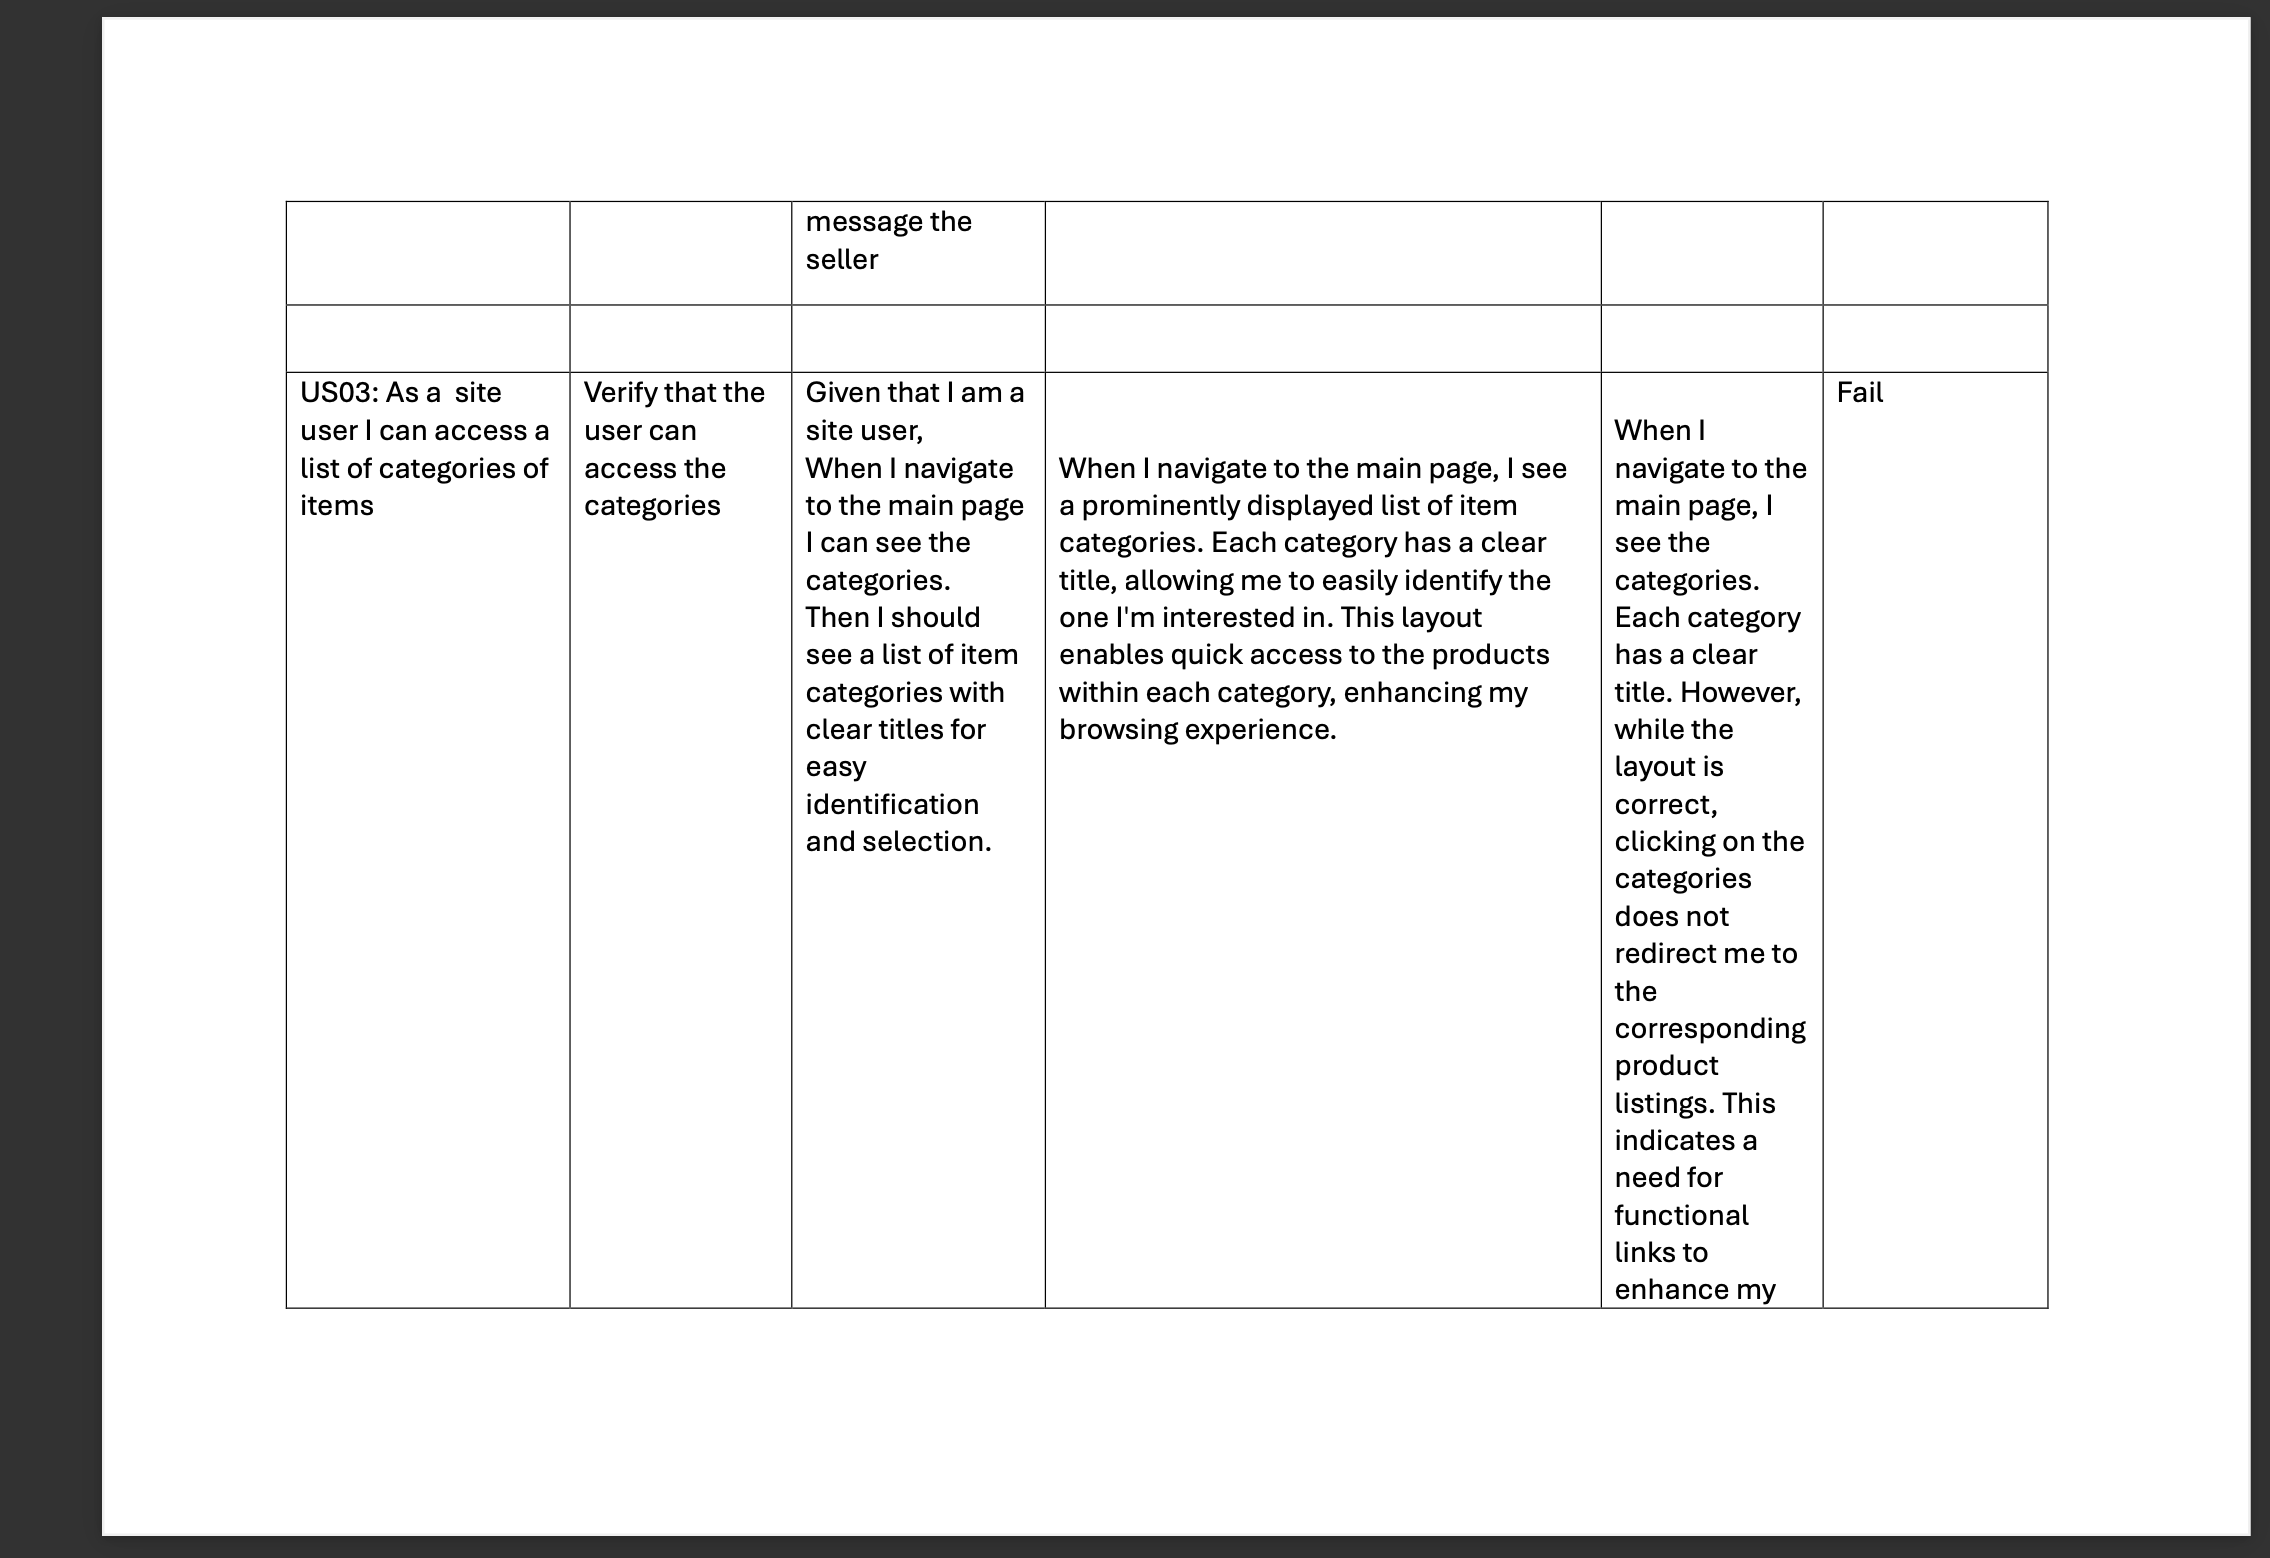 message the
seller
US03: As a  site
user I can access a
list of categories of
items
Verify that the
user can
access the
categories
Given that I am a
site user,
When I navigate
to the main page
I can see the
categories.
Then I should
see a list of item
categories with
clear titles for
easy
identification
and selection.
When I navigate to the main page, I see
a prominently displayed list of item
categories. Each category has a clear
title, allowing me to easily identify the
one I'm interested in. This layout
enables quick access to the products
within each category, enhancing my
browsing experience.
When I
navigate to the
main page, I
see the
categories.
Each category
has a clear
title. However,
while the
layout is
correct,
clicking on the
categories
does not
redirect me to
the
corresponding
product
listings. This
indicates a
need for
functional
links to
enhance my
Fail